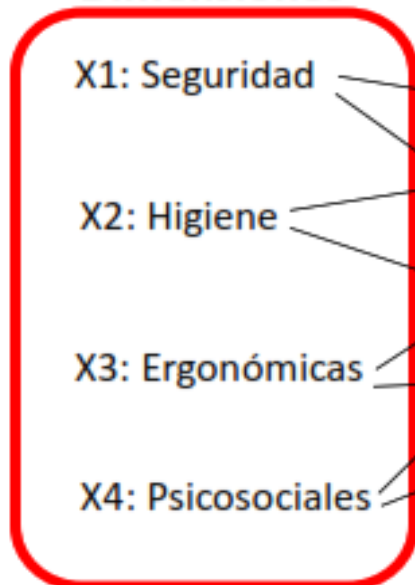 X1: Seguridad
X2: Higiene
X3: Ergonómicas
X4: Psicosociales